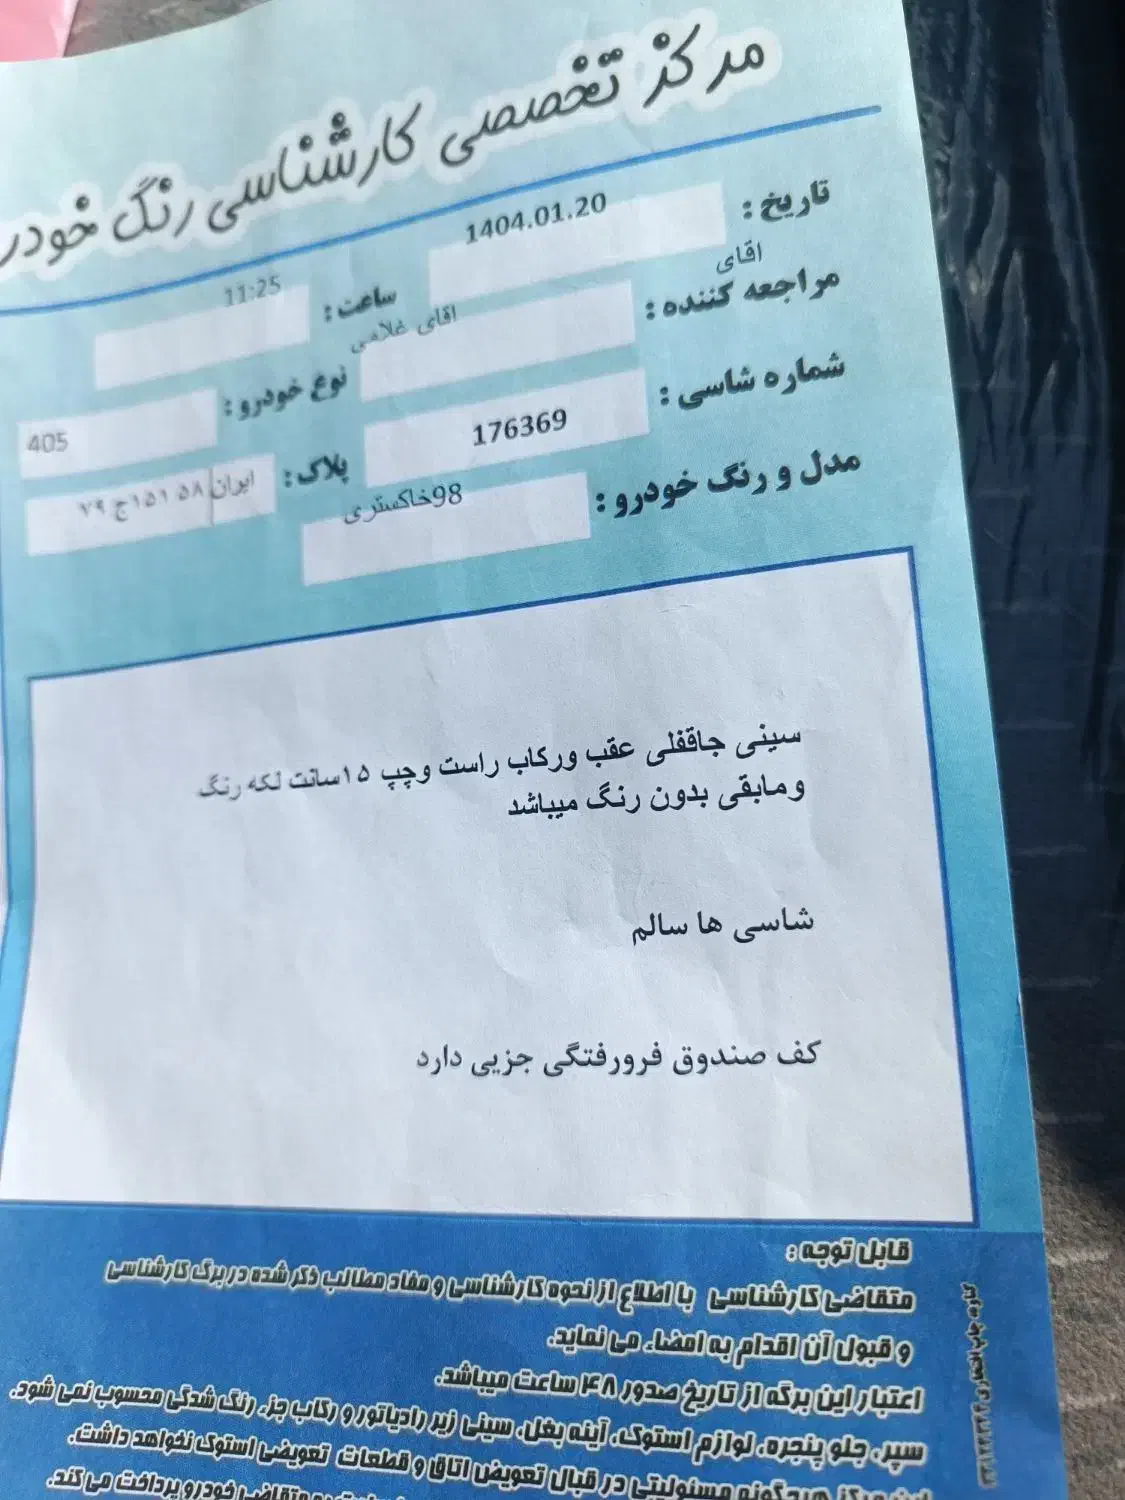 مرکز تخصصی کارشناسی رنگ خودر
تاریخ : 1404.01.20
ساعت : 11:25
اقای
مراجعه کننده : اقای غلامی
نوع خودرو : 405
شماره شاسی : 176369
پلاک : ایران ۵۸ ۱۵۱ج ۷۹
مدل و رنگ خودرو : 98خاکستری
سینی جاقفلی عقب ورکاب راست وچپ ۱۵سانت لکه رنگ
ومابقی بدون رنگ میباشد
شاسی ها سالم
کف صندوق فرورفتگی جزیی دارد
قابل توجه :
متقاضی کارشناسی با اطلاع از نحوه کارشناسی و مفاد مطالب ذکر شده در برگ کارشناسی
و قبول آن اقدام به امضاء می نماید.
اعتبار این برگه از تاریخ صدور ۴۸ ساعت میباشد.
سپر، جلو پنجره، لوازم استوک، آینه بغل، سینی زیر رادیاتور و رکاب جزء رنگ شدگی محسوب نمی شود.
این مرکز هیچگونه مسئولیتی در قبال تعویض اتاق و قطعات تعویضی استوک نخواهد داشت.
متقاضی خودرو پرداخت می کند.